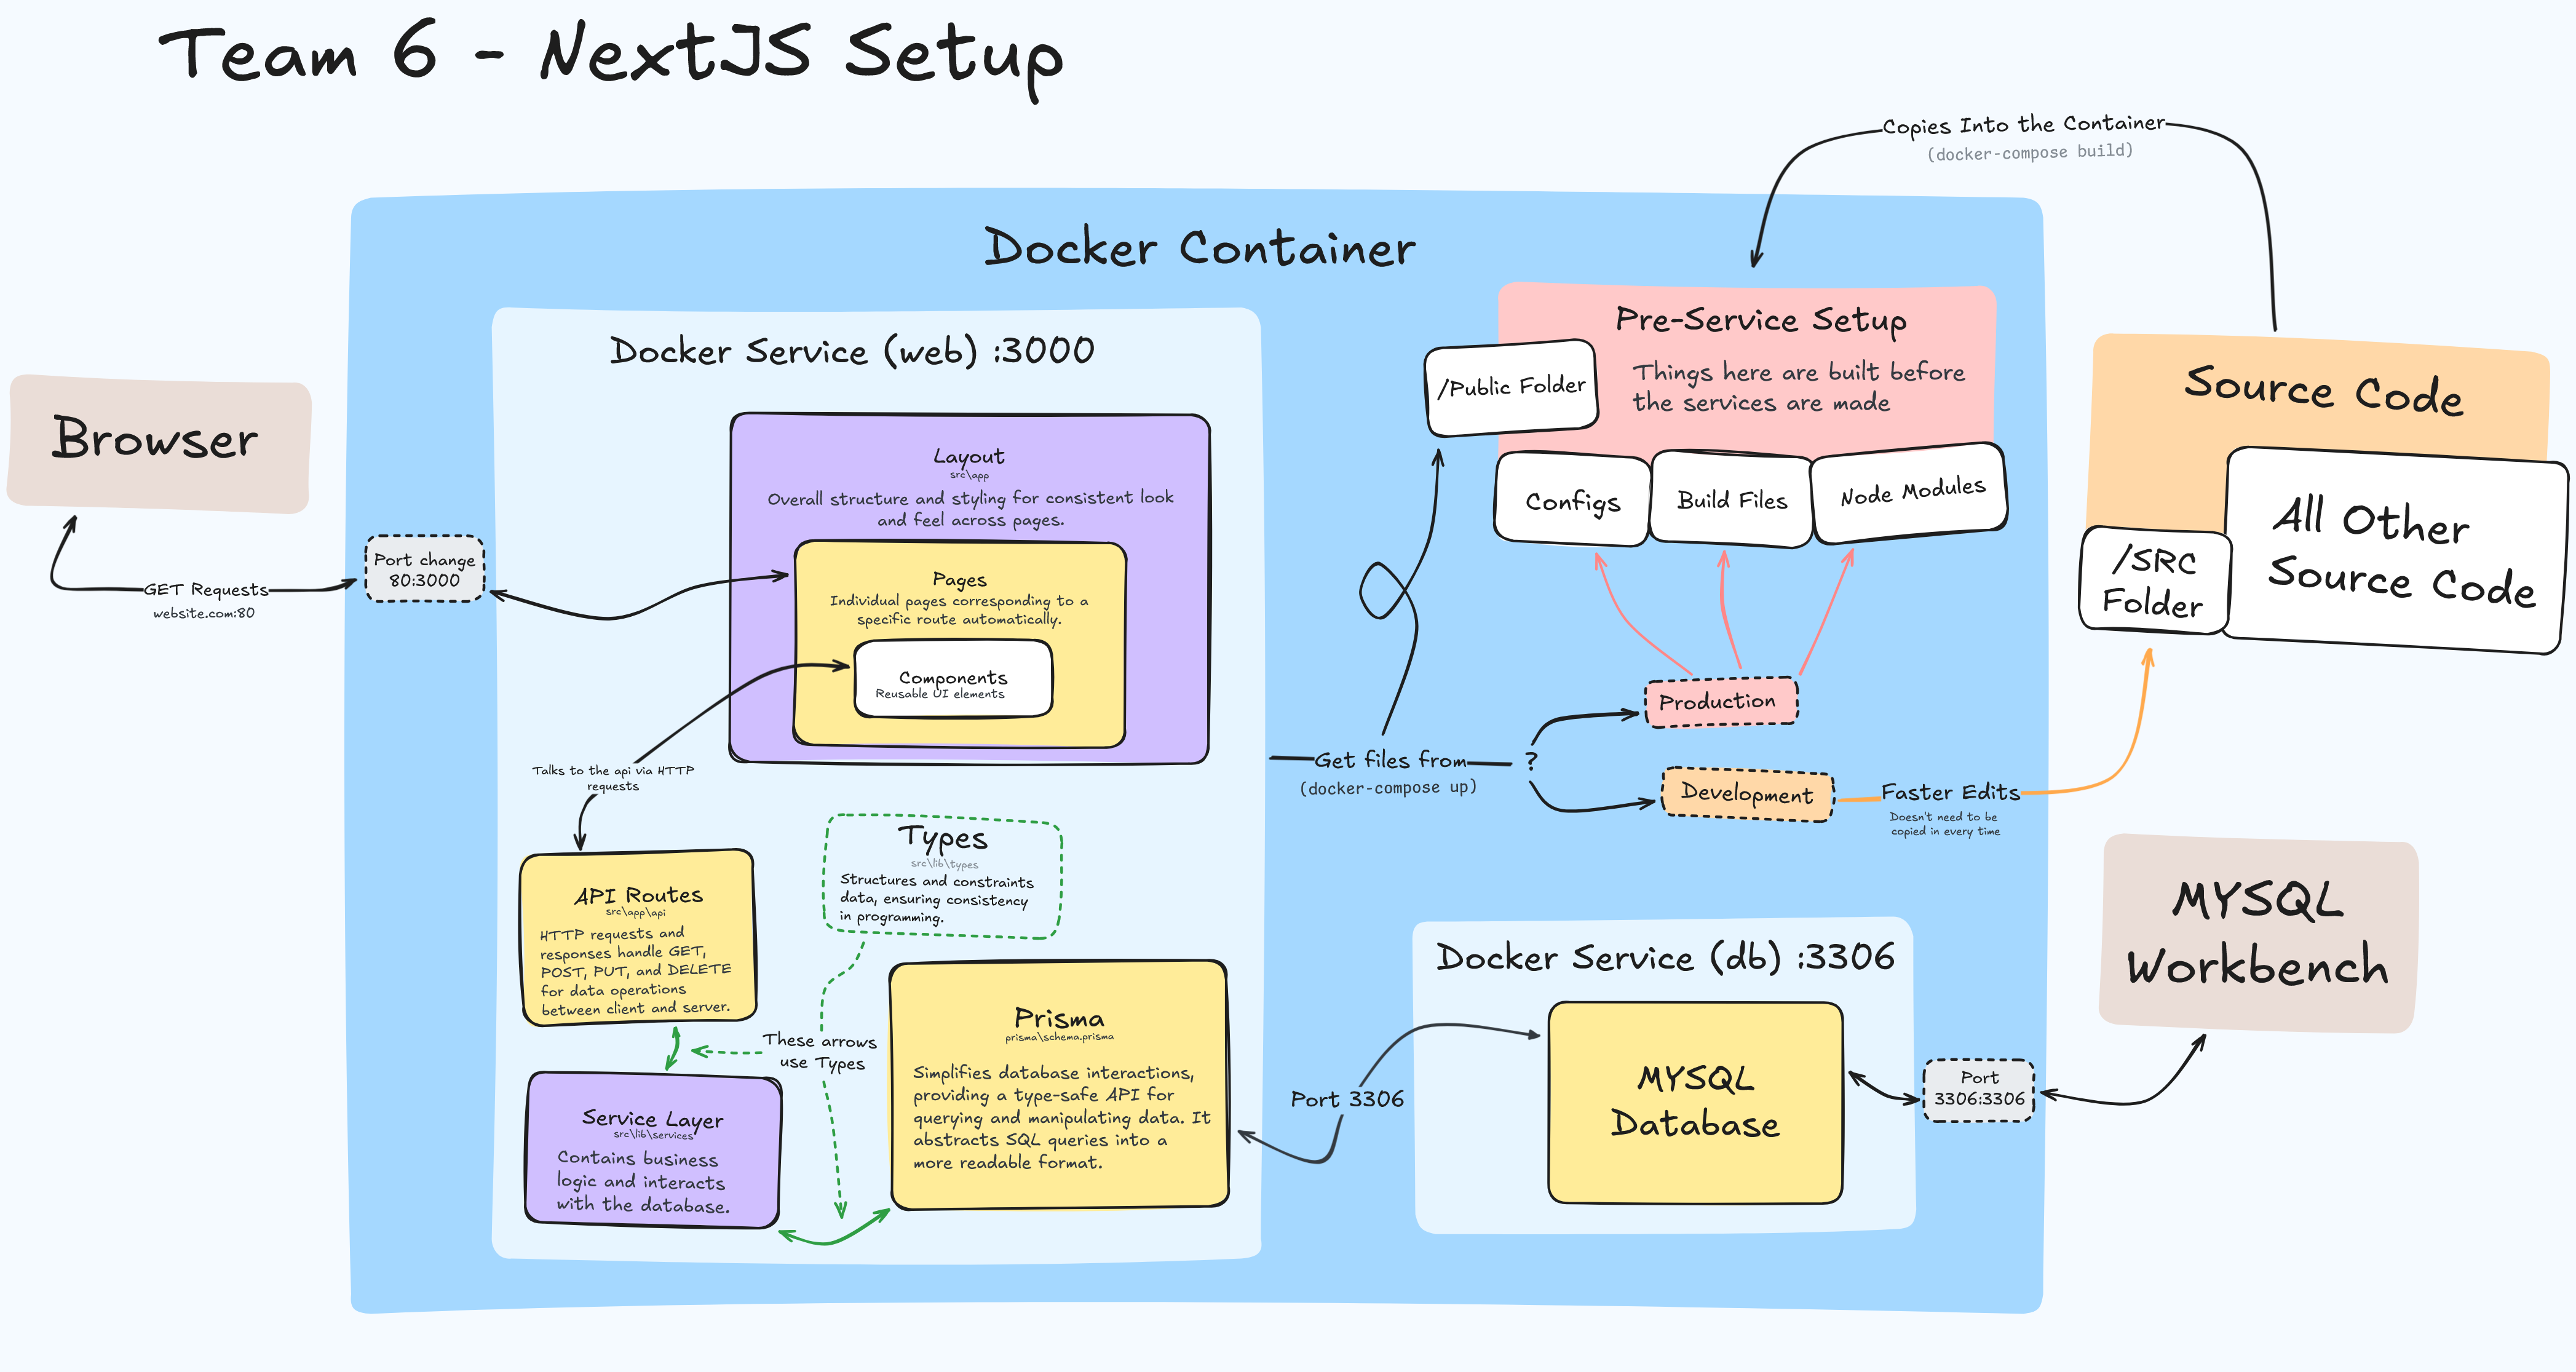 Team 6 - NextJS Setup
Copies Into the Container
(docker-compose build)
Docker Container
Docker Service (web) :3000
Pre-Service Setup
Things here are built before
the services are made
/Public Folder
Configs
Build Files
Node Modules
Source Code
All Other
Source Code
/SRC
Folder
Browser
GET Requests
website.com:80
Port change
80:3000
Layout
src\app
Overall structure and styling for consistent look
and feel across pages.
Pages
Individual pages corresponding to a
specific route automatically.
Components
Reusable UI elements
Talks to the api via HTTP
requests
Get files from
(docker-compose up)
?
Production
Development
Faster Edits
Doesn't need to be
copied in every time
API Routes
src\app\api
HTTP requests and
responses handle GET,
POST, PUT, and DELETE
for data operations
between client and server.
Types
src\lib\types
Structures and constraints
data, ensuring consistency
in programming.
These arrows
use Types
Service Layer
src\lib\services
Contains business
logic and interacts
with the database.
Prisma
prisma\schema.prisma
Simplifies database interactions,
providing a type-safe API for
querying and manipulating data. It
abstracts SQL queries into a
more readable format.
Port 3306
Docker Service (db) :3306
MYSQL
Database
Port
3306:3306
MYSQL
Workbench